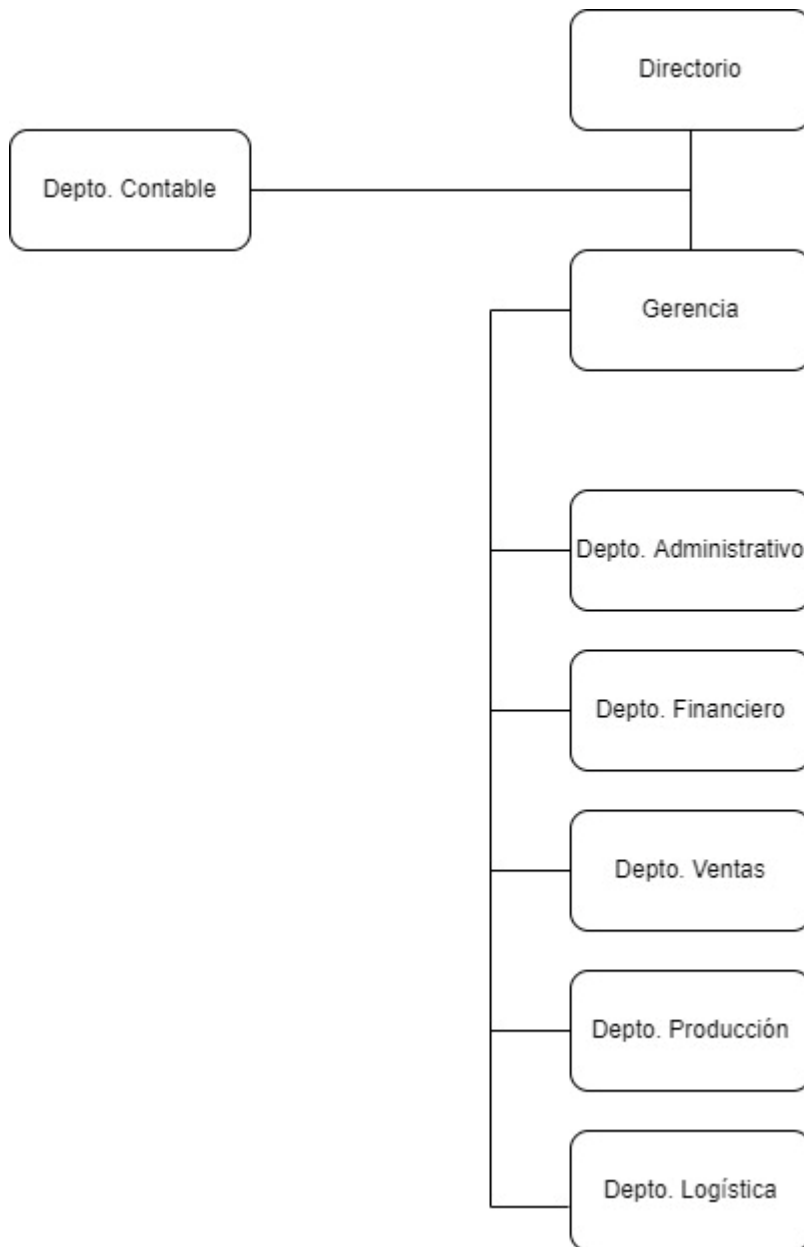 Directorio
Depto. Contable
Gerencia
Depto. Administrativo
Depto. Financiero
Depto. Ventas
Depto. Producción
Depto. Logística